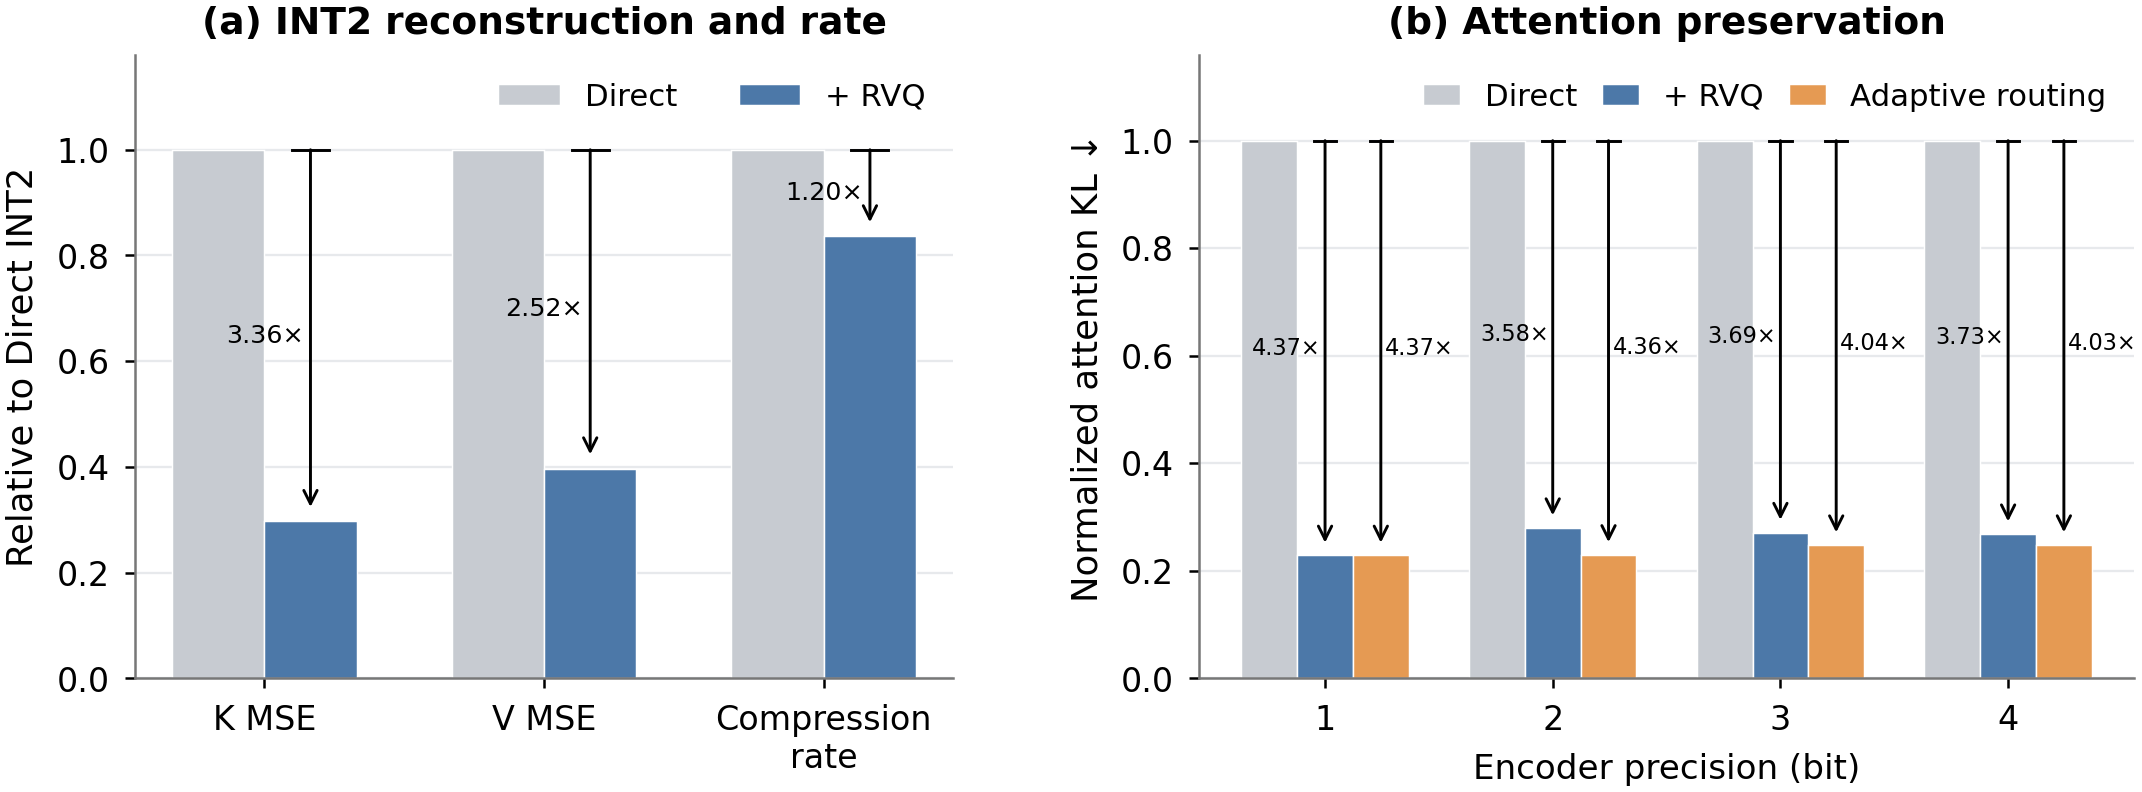 (a) INT2 reconstruction and rate
Direct
+ RVQ
Relative to Direct INT2
1.0
0.8
0.6
0.4
0.2
0.0
3.36×
2.52×
1.20×
K MSE
V MSE
Compression
rate
(b) Attention preservation
Direct
+ RVQ
Adaptive routing
Normalized attention KL ↓
1.0
0.8
0.6
0.4
0.2
0.0
4.37×
4.37×
3.58×
4.36×
3.69×
4.04×
3.73×
4.03×
1
2
3
4
Encoder precision (bit)